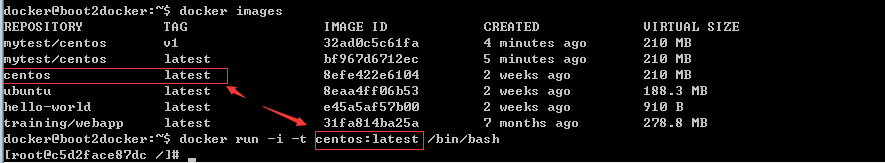 docker@boot2docker:~$ docker images
REPOSITORY TAG IMAGE ID CREATED VIRTUAL SIZE
mytest/centos v1 32ad0c5c61fa 4 minutes ago 210 MB
mytest/centos latest bf967d6712ec 5 minutes ago 210 MB
centos latest 8efe422e6104 2 weeks ago 210 MB
ubuntu latest 8eaa4ff06b53 2 weeks ago 188.3 MB
hello-world latest e45a5af57b00 2 weeks ago 910 B
training/webapp latest 31fa814ba25a 7 months ago 278.8 MB
docker@boot2docker:~$ docker run -i -t centos:latest /bin/bash
[root@c5d2face87dc /]#